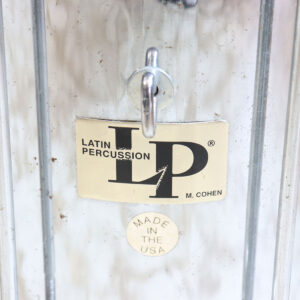 LATIN
PERCUSSION
LP®
M. COHEN
MADE
IN THE
USA